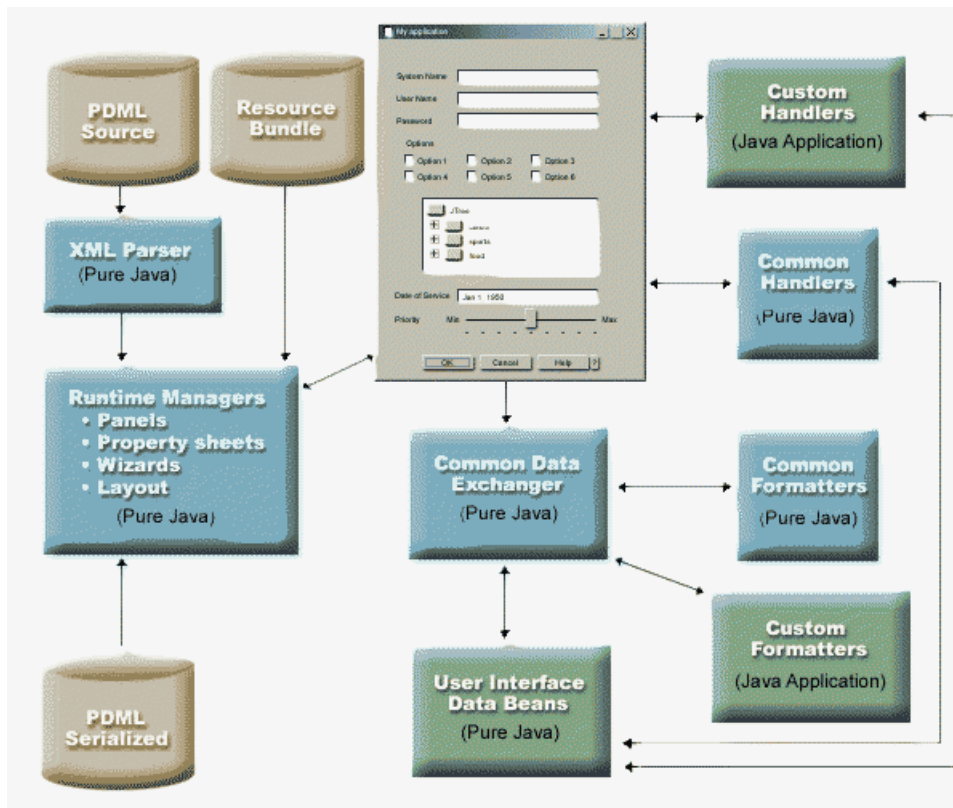 My application
PDML
Source
Resource
Bundle
System Name
User Name
Password
Options
Option 1
Option 2
Option 3
Option 4
Option 5
Option 6
JTree
sports
food
Date of Service
Jan 1 1950
Priority
Min
Max
OK
Cancel
Help
?
Custom
Handlers
(Java Application)
XML Parser
(Pure Java)
Common
Handlers
(Pure Java)
Runtime Managers
• Panels
• Property sheets
• Wizards
• Layout
(Pure Java)
Common Data
Exchanger
(Pure Java)
Common
Formatters
(Pure Java)
Custom
Formatters
(Java Application)
User Interface
Data Beans
(Pure Java)
PDML
Serialized